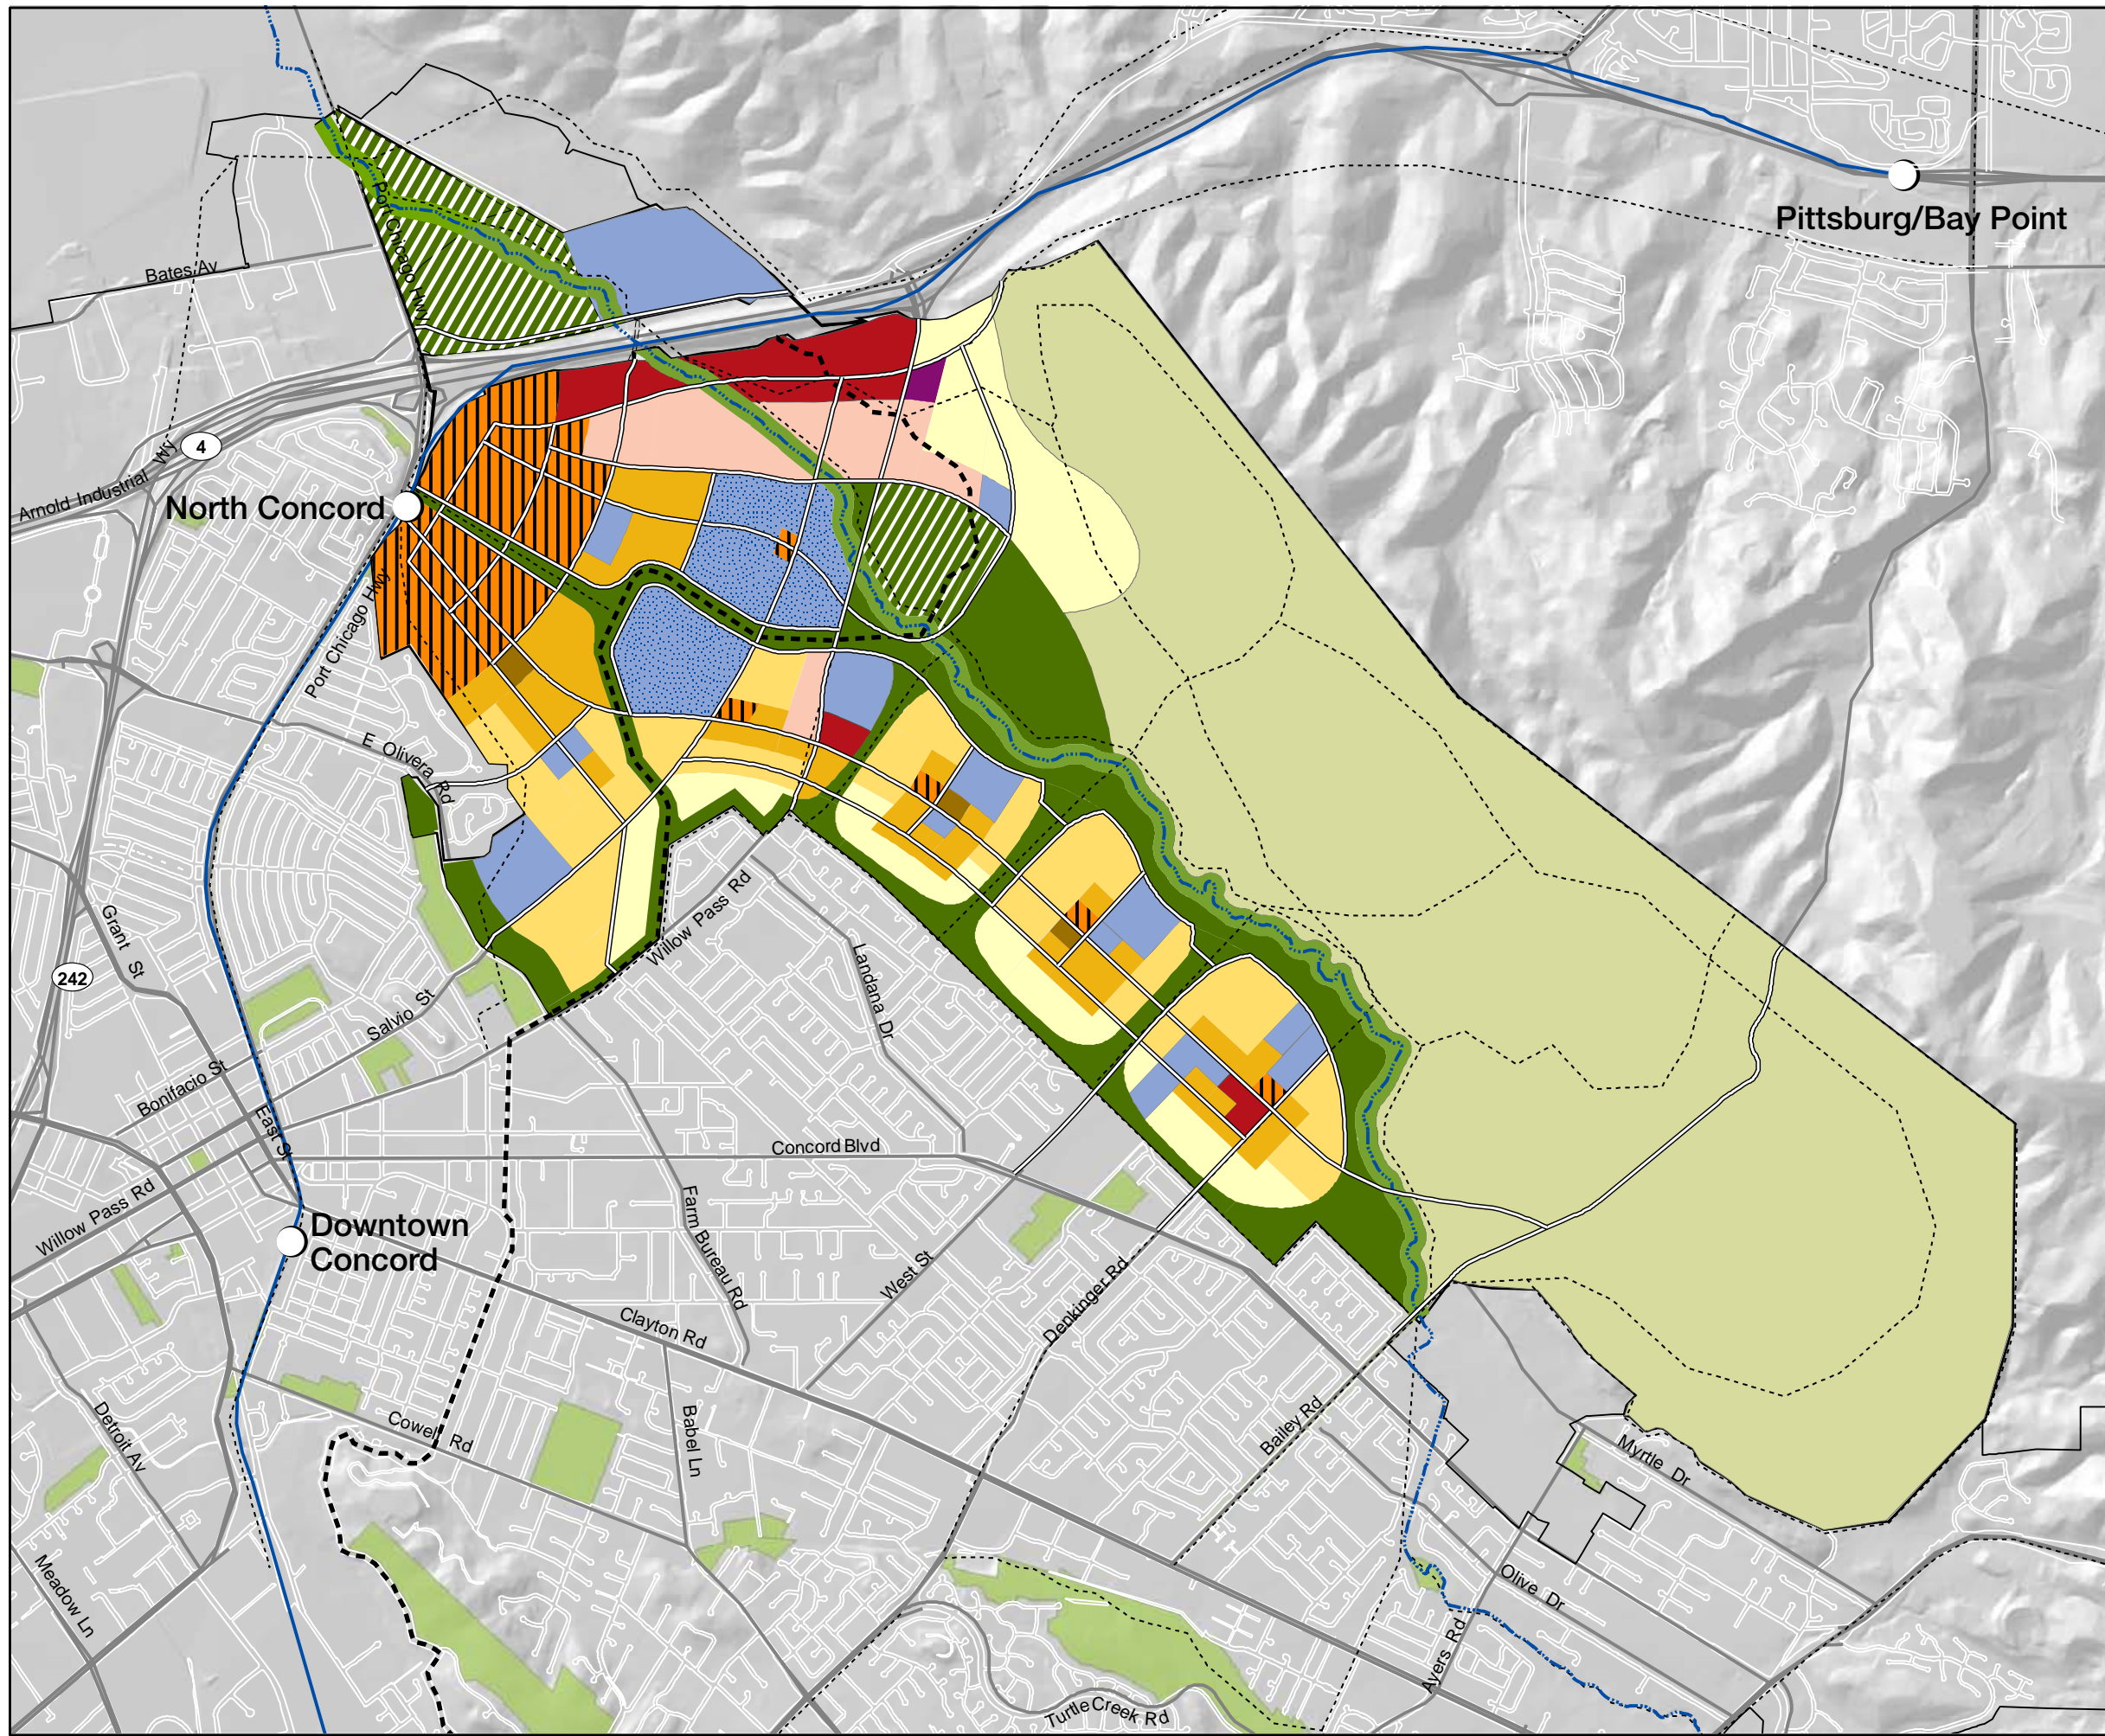 Pittsburg/Bay Point
Bates Av
Port Chicago Hwy
4
Arnold Industrial Wy
North Concord
Port Chicago Hwy
E Olivera Rd
Willow Pass Rd
Landana Dr
Grant St
242
Salvio St
Bonifacio St
East St
Concord Blvd
Willow Pass Rd
Downtown
Concord
Farm Bureau Rd
West St
Denkinger Rd
Clayton Rd
Detroit Av
Cowell Rd
Babel Ln
Bailey Rd
Myrtle Dr
Meadow Ln
Olive Dr
Ayers Rd
Turtle Creek Rd